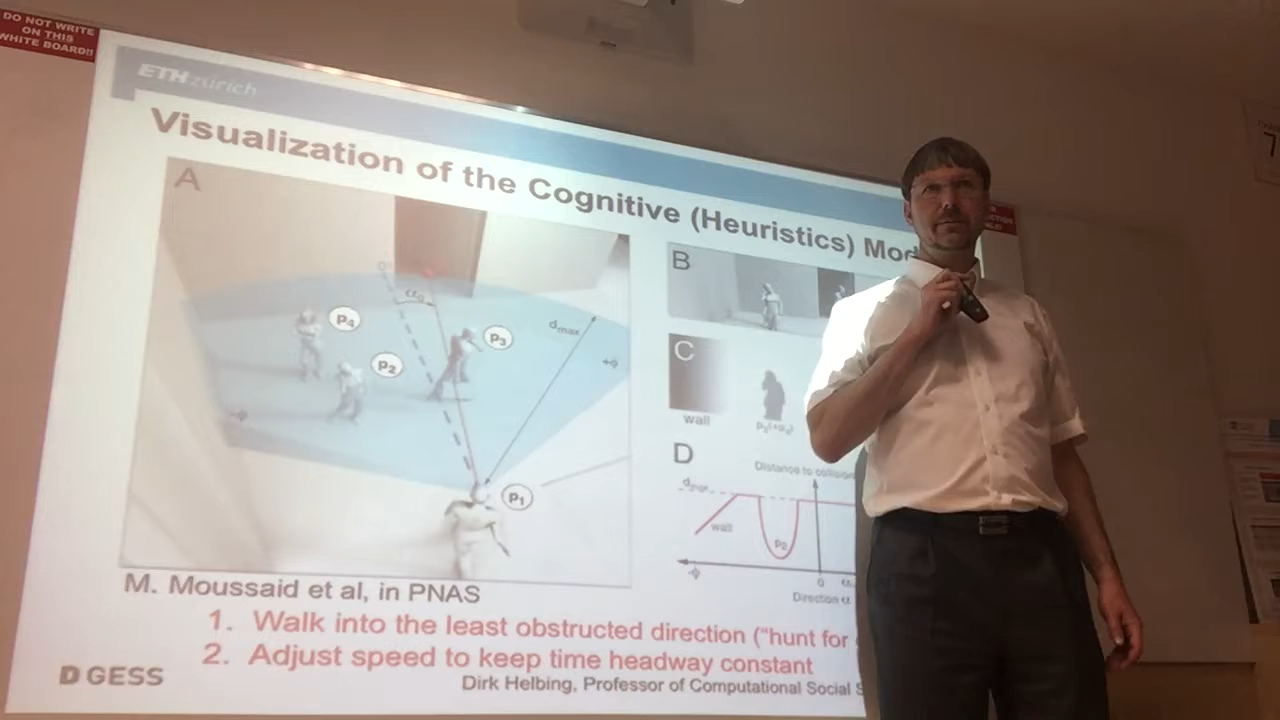 DO NOT WRITE
ON THIS
WHITE BOARD!!
ETH zürich
Visualization of the Cognitive (Heuristics) Mod
A
P4
P2
P3
dmax
P1
B
C
wall
D
Distance to collision
dmax
wall
P2
0
Direction α
M. Moussaid et al, in PNAS
1. Walk into the least obstructed direction ("hunt for
2. Adjust speed to keep time headway constant
D GESS
Dirk Helbing, Professor of Computational Social S